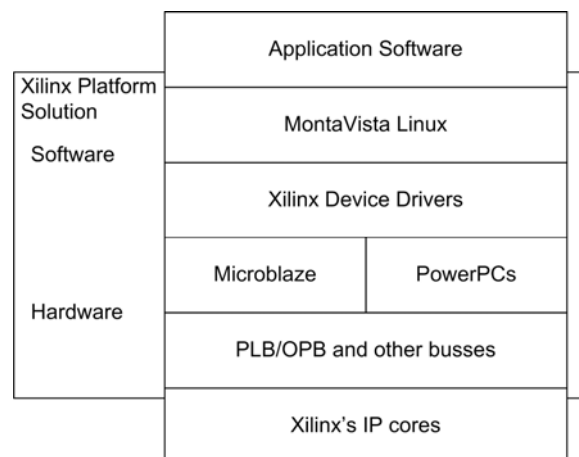 Application Software
Xilinx Platform
Solution
MontaVista Linux
Software
Xilinx Device Drivers
Microblaze
PowerPCs
Hardware
PLB/OPB and other busses
Xilinx's IP cores